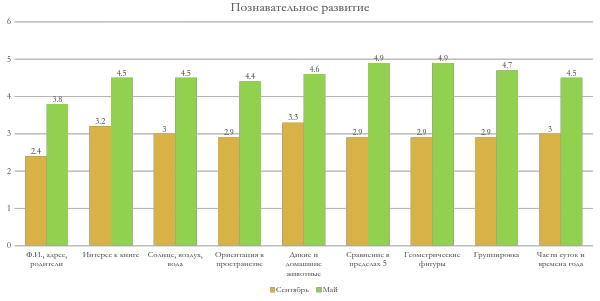 Познавательное развитие
6
5
4
3
2
1
0
2.4
3.8
3.2
4.5
3
4.5
2.9
4.4
3.3
4.6
2.9
4.9
2.9
4.9
2.9
4.7
3
4.5
Ф.И., адрес,
родители
Интерес к книге
Солнце, воздух,
вода
Ориентация в
пространстве
Дикие и
домашние
животные
Сравнение в
пределах 5
Геометрические
фигуры
Группировка
Части суток и
времена года
Сентябрь Май